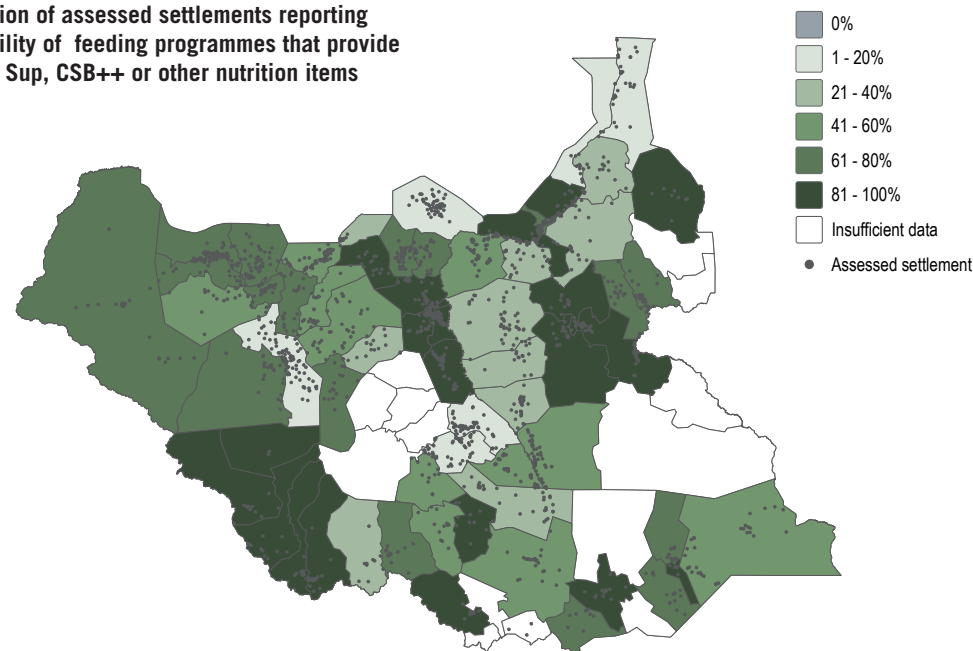 ion of assessed settlements reporting
ility of feeding programmes that provide
Sup, CSB++ or other nutrition items
0%
1 - 20%
21 - 40%
41 - 60%
61 - 80%
81 - 100%
Insufficient data
Assessed settlement